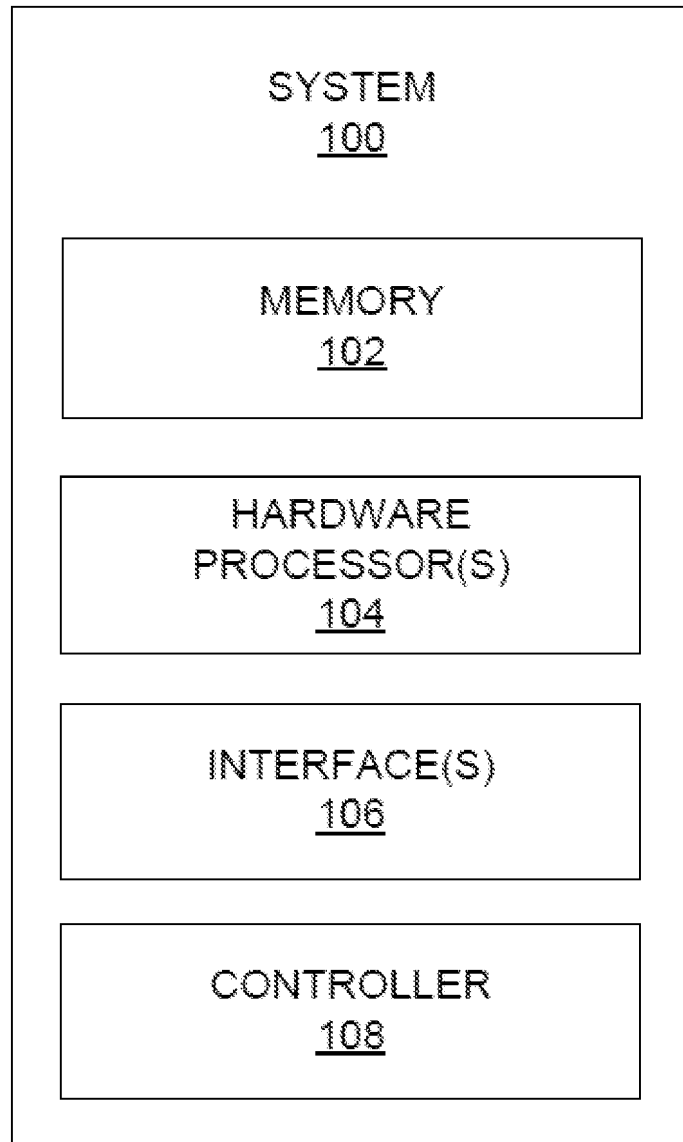 SYSTEM
100
MEMORY
102
HARDWARE
PROCESSOR(S)
104
INTERFACE(S)
106
CONTROLLER
108